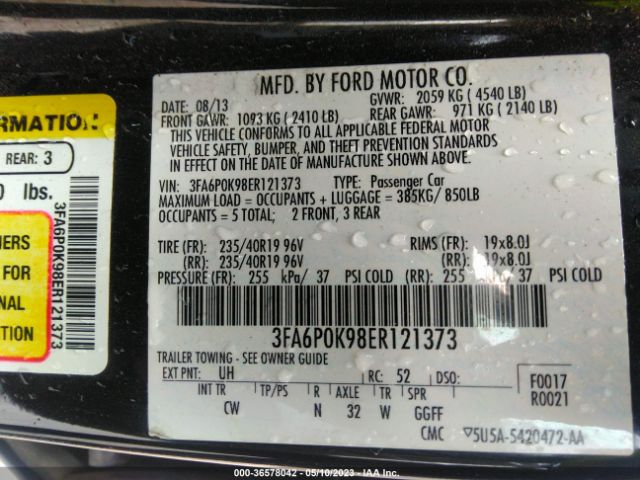 MFD. BY FORD MOTOR CO.
DATE: 08/13 GVWR: 2059 KG ( 4540 LB)
FRONT GAWR: 1093 KG ( 2410 LB) REAR GAWR: 971 KG ( 2140 LB)
THIS VEHICLE CONFORMS TO ALL APPLICABLE FEDERAL MOTOR
VEHICLE SAFETY, BUMPER, AND THEFT PREVENTION STANDARDS
IN EFFECT ON THE DATE OF MANUFACTURE SHOWN ABOVE.
VIN: 3FA6P0K98ER121373 TYPE: Passenger Car
MAXIMUM LOAD = OCCUPANTS + LUGGAGE = 385KG/ 850LB
OCCUPANTS = 5 TOTAL; 2 FRONT, 3 REAR
TIRE (FR): 235/40R19 96V RIMS (FR): 19x8.0J
(RR): 235/40R19 96V (RR): 19x8.0J
PRESSURE (FR): 255 kPa/ 37 PSI COLD (RR): 255 kPa/ 37 PSI COLD
3FA6P0K98ER121373
TRAILER TOWING - SEE OWNER GUIDE
EXT PNT: UH RC: 52 DSO:
F0017
R0021
INT TR TP/PS R AXLE TR SPR
CW N 32 W GGFF
CMC ▽5U5A-5420472-AA
ORMATION
REAR: 3
0 lbs.
3FA6P0K98ER121373
ERS
FOR
NAL
TION
36578042 - 05/10/2023 - IAA Inc.